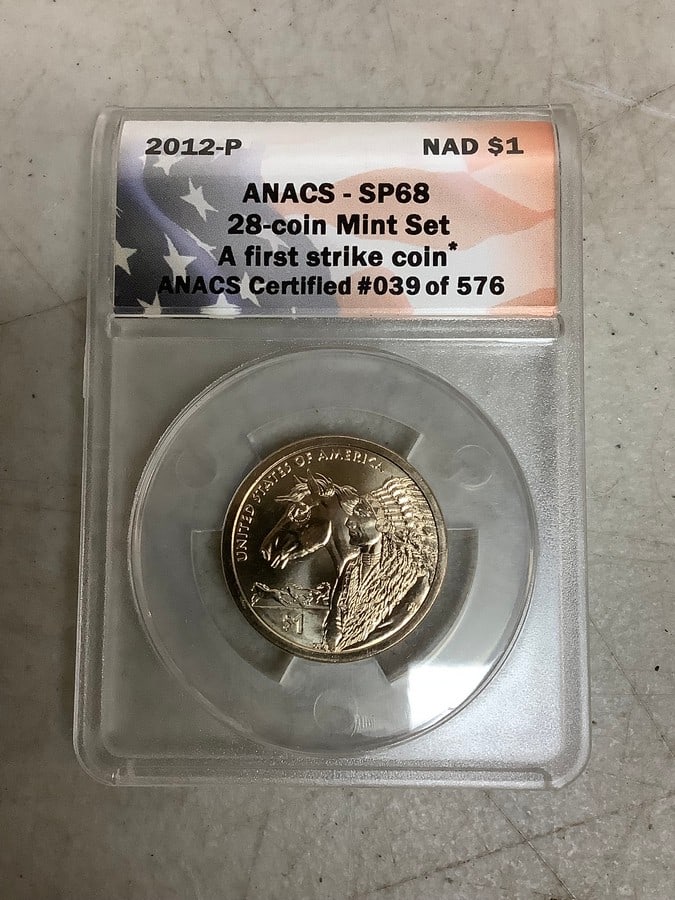 2012-P NAD $1
ANACS - SP68
28-coin Mint Set
A first strike coin*
ANACS Certified #039 of 576
UNITED STATES OF AMERICA
$1